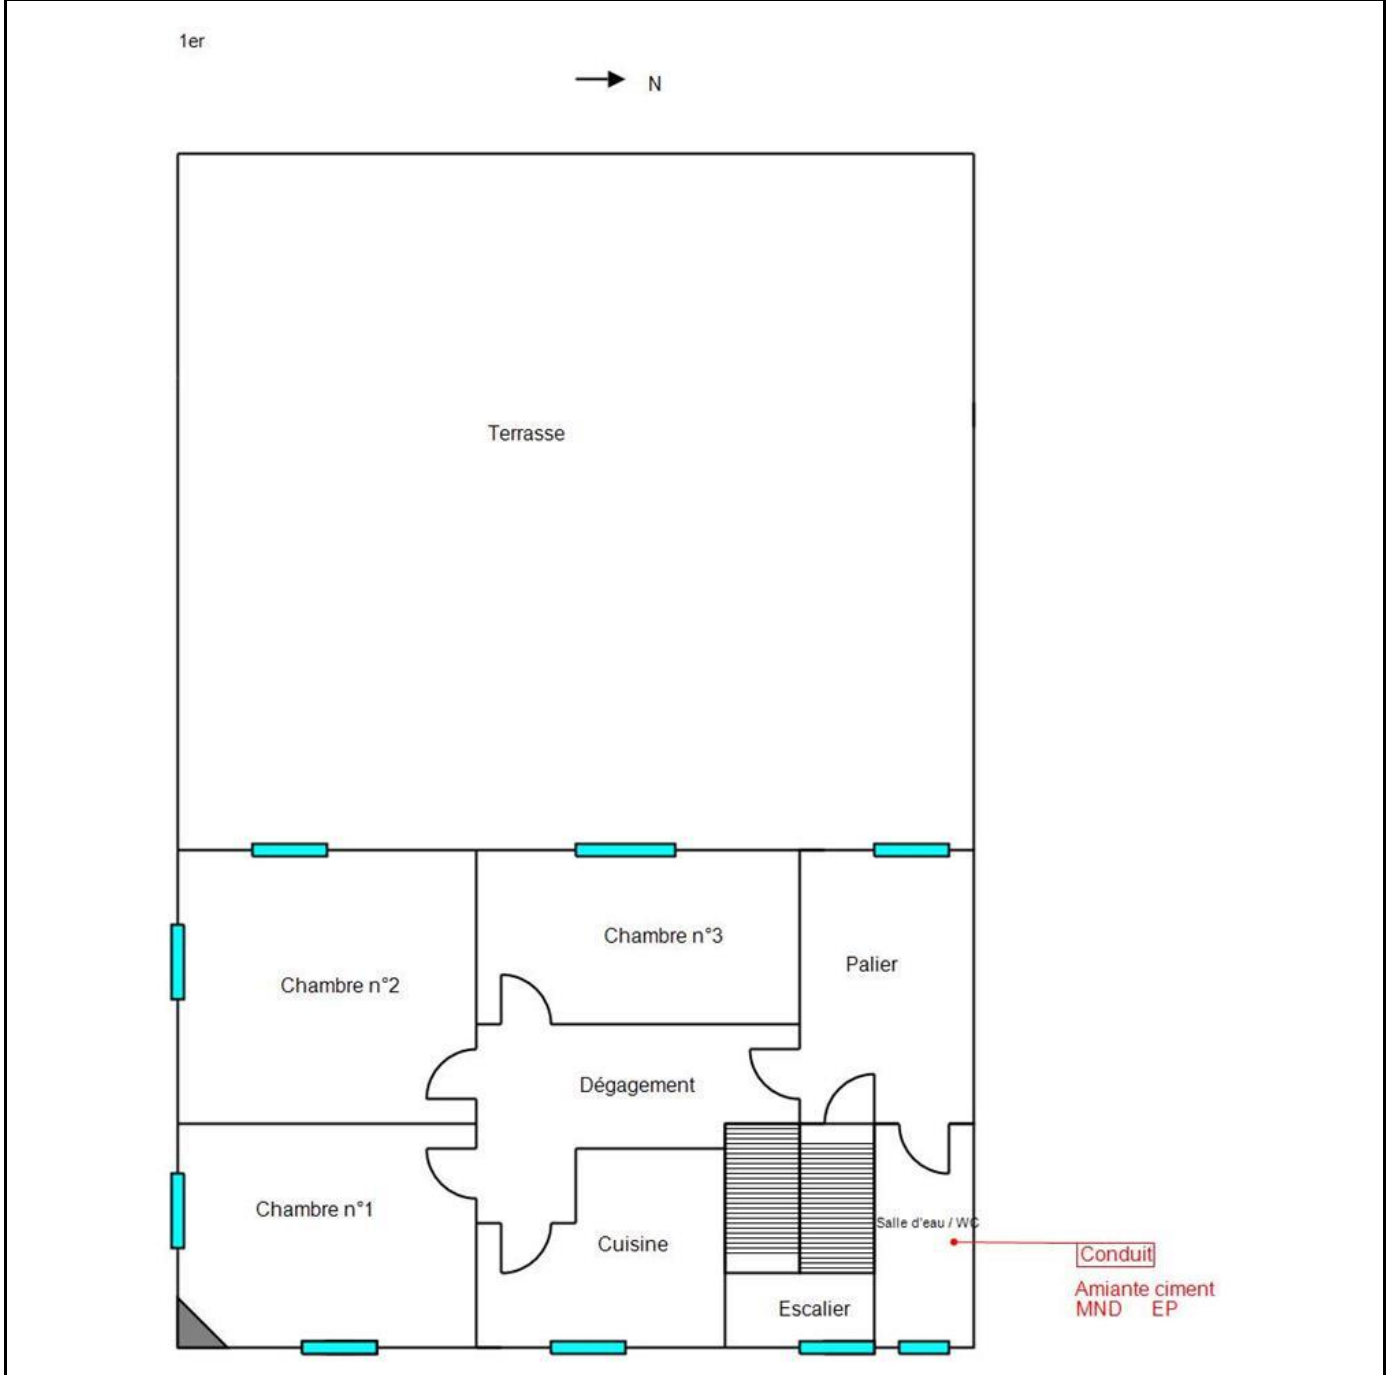 1er
N
Terrasse
Chambre n°3
Palier
Chambre n°2
Dégagement
Chambre n°1
Salle d'eau / WC
Cuisine
Conduit
Amiante ciment
MND EP
Escalier